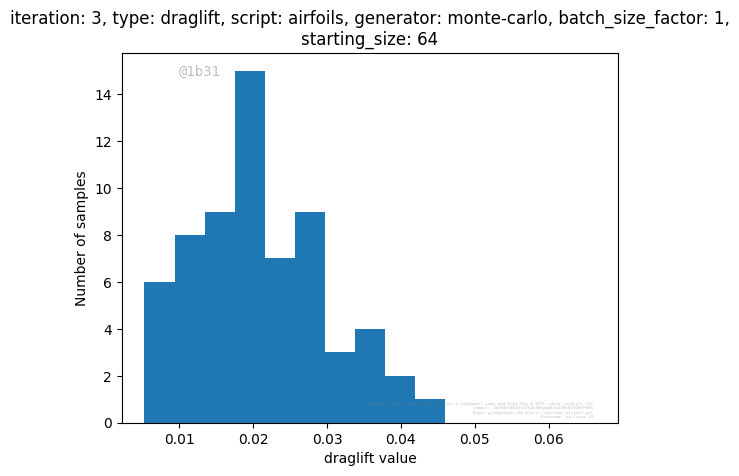 iteration: 3, type: draglift, script: airfoils, generator: monte-carlo, batch_size_factor: 1,
starting_size: 64
@1b31
14
12
10
8
6
4
2
0
Number of samples
0.01 0.02 0.03 0.04 0.05 0.06
draglift value